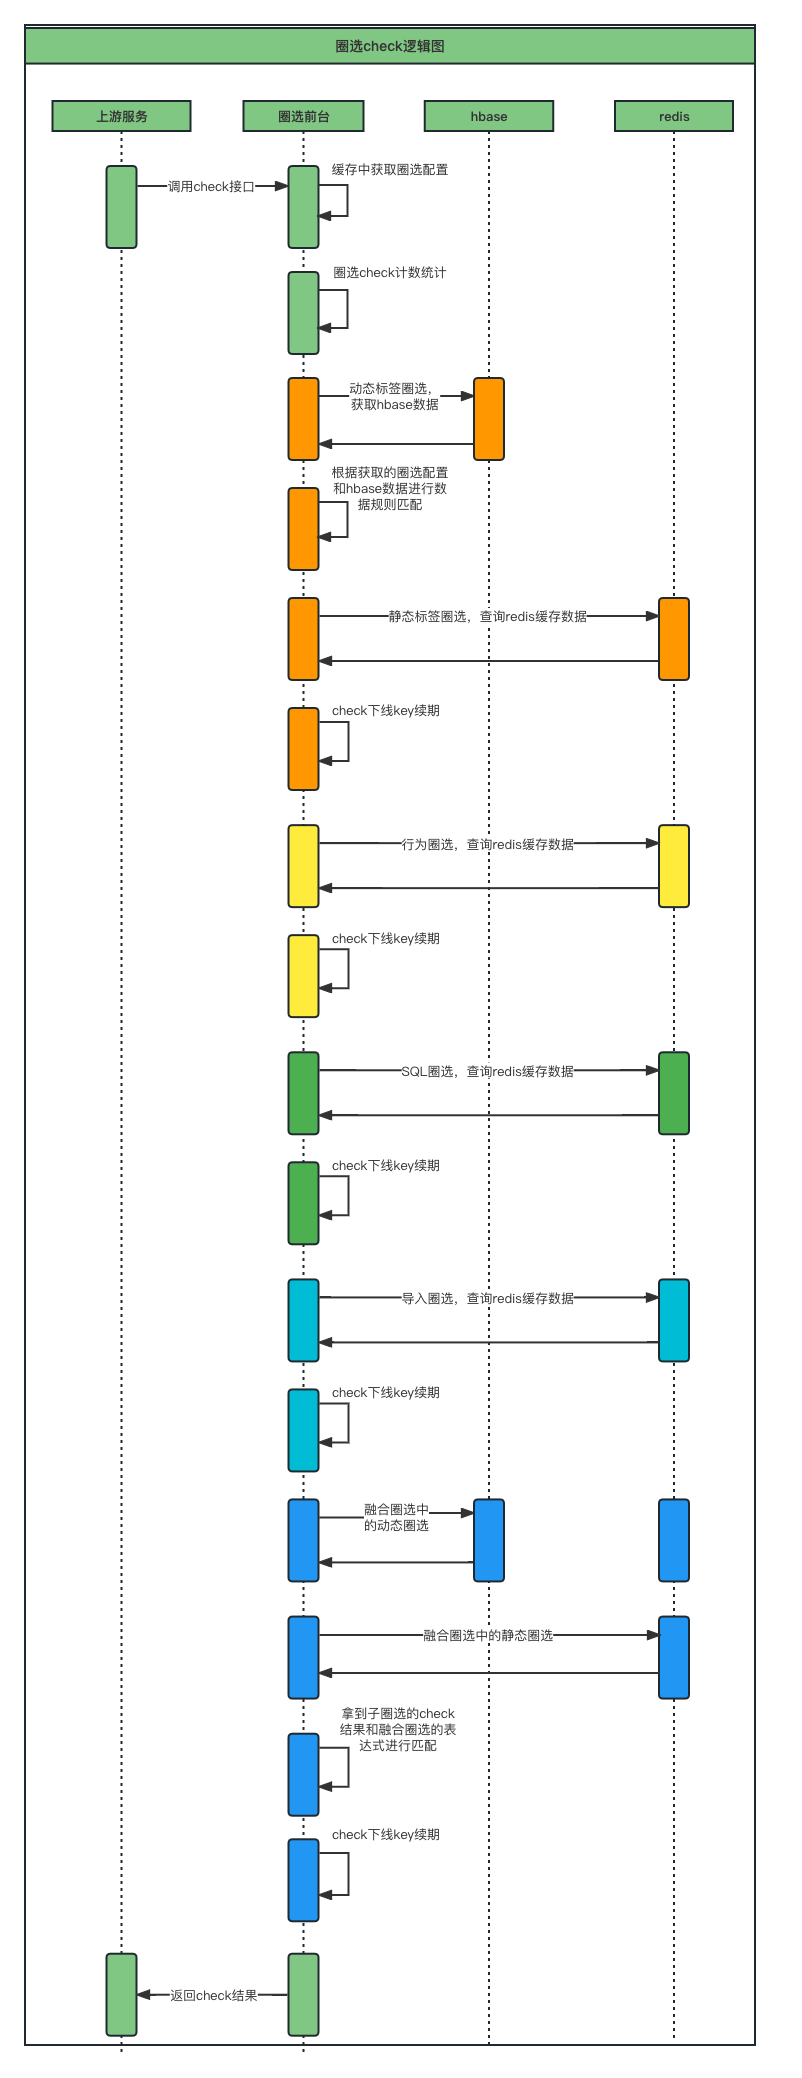 圈选check逻辑图
上游服务
圈选前台
hbase
redis
调用check接口
缓存中获取圈选配置
圈选check计数统计
动态标签圈选，
获取hbase数据
根据获取的圈选配置
和hbase数据进行数
据规则匹配
静态标签圈选，查询redis缓存数据
check下线key续期
行为圈选，查询redis缓存数据
check下线key续期
SQL圈选，查询redis缓存数据
check下线key续期
导入圈选，查询redis缓存数据
check下线key续期
融合圈选中
的动态圈选
融合圈选中的静态圈选
拿到子圈选的check
结果和融合圈选的表
达式进行匹配
check下线key续期
返回check结果